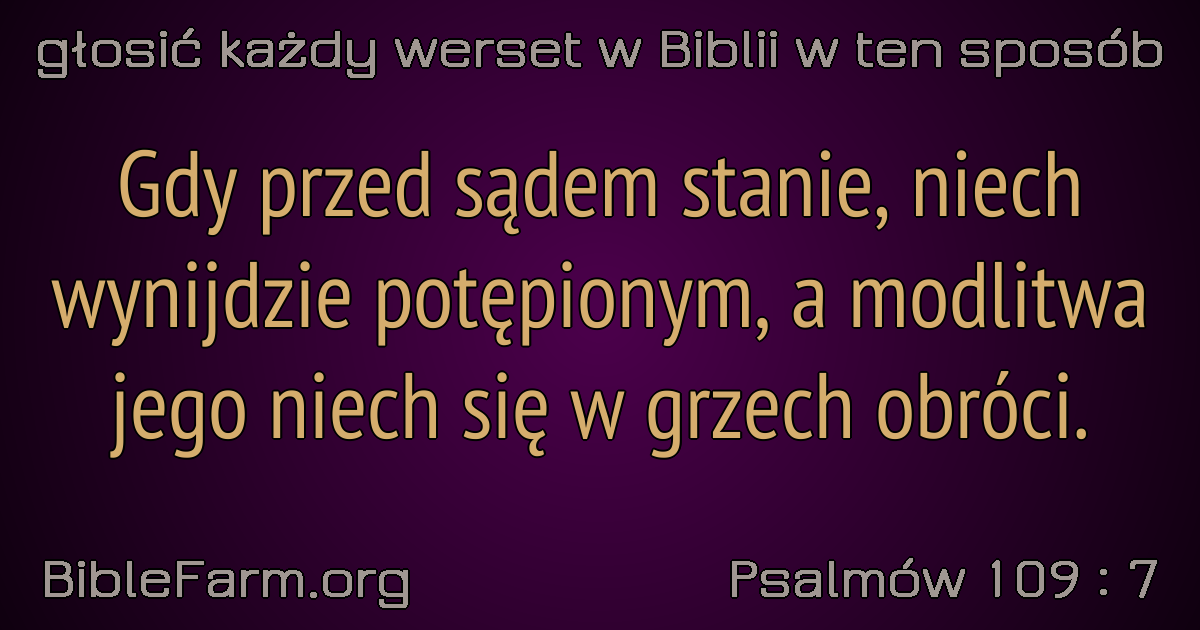 głosić każdy werset w Biblii w ten sposób
Gdy przed sądem stanie, niech
wynijdzie potępionym, a modlitwa
jego niech się w grzech obróci.
BibleFarm.org
Psalmów 109 : 7